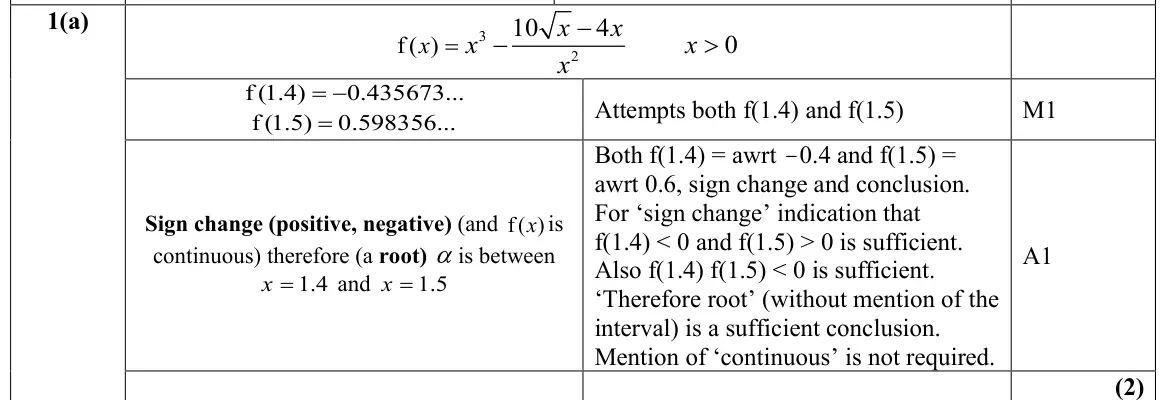 1(a)
f(x) = x³ − (10√x − 4x)/x²   x > 0
f(1.4) = −0.435673...
f(1.5) = 0.598356...
Attempts both f(1.4) and f(1.5)
M1
Sign change (positive, negative) (and f(x) is
continuous) therefore (a root) α is between
x = 1.4 and x = 1.5
Both f(1.4) = awrt −0.4 and f(1.5) =
awrt 0.6, sign change and conclusion.
For ‘sign change’ indication that
f(1.4) < 0 and f(1.5) > 0 is sufficient.
Also f(1.4) f(1.5) < 0 is sufficient.
‘Therefore root’ (without mention of the
interval) is a sufficient conclusion.
Mention of ‘continuous’ is not required.
A1
(2)